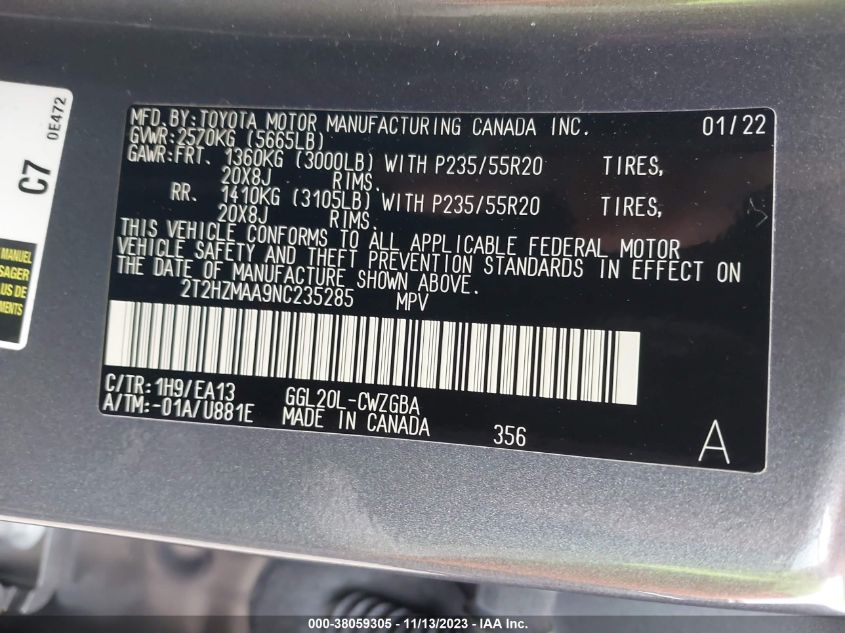 MFD.BY:TOYOTA MOTOR MANUFACTURING CANADA INC. 01/22
GVWR:2570KG (5665LB)
GAWR:FRT. 1360KG (3000LB) WITH P235/55R20 TIRES,
20X8J RIMS.
RR. 1410KG (3105LB) WITH P235/55R20 TIRES,
20X8J RIMS.
THIS VEHICLE CONFORMS TO ALL APPLICABLE FEDERAL MOTOR
VEHICLE SAFETY AND THEFT PREVENTION STANDARDS IN EFFECT ON
THE DATE OF MANUFACTURE SHOWN ABOVE.
2T2HZMAA9NC235285 MPV
C/TR:1H9/EA13 GGL20L-CWZGBA
A/TM:-01A/U881E MADE IN CANADA 356 A
C7
0E472
MANUEL
SAGER
US DE
MENTS
000-38059305 - 11/13/2023 - IAA Inc.